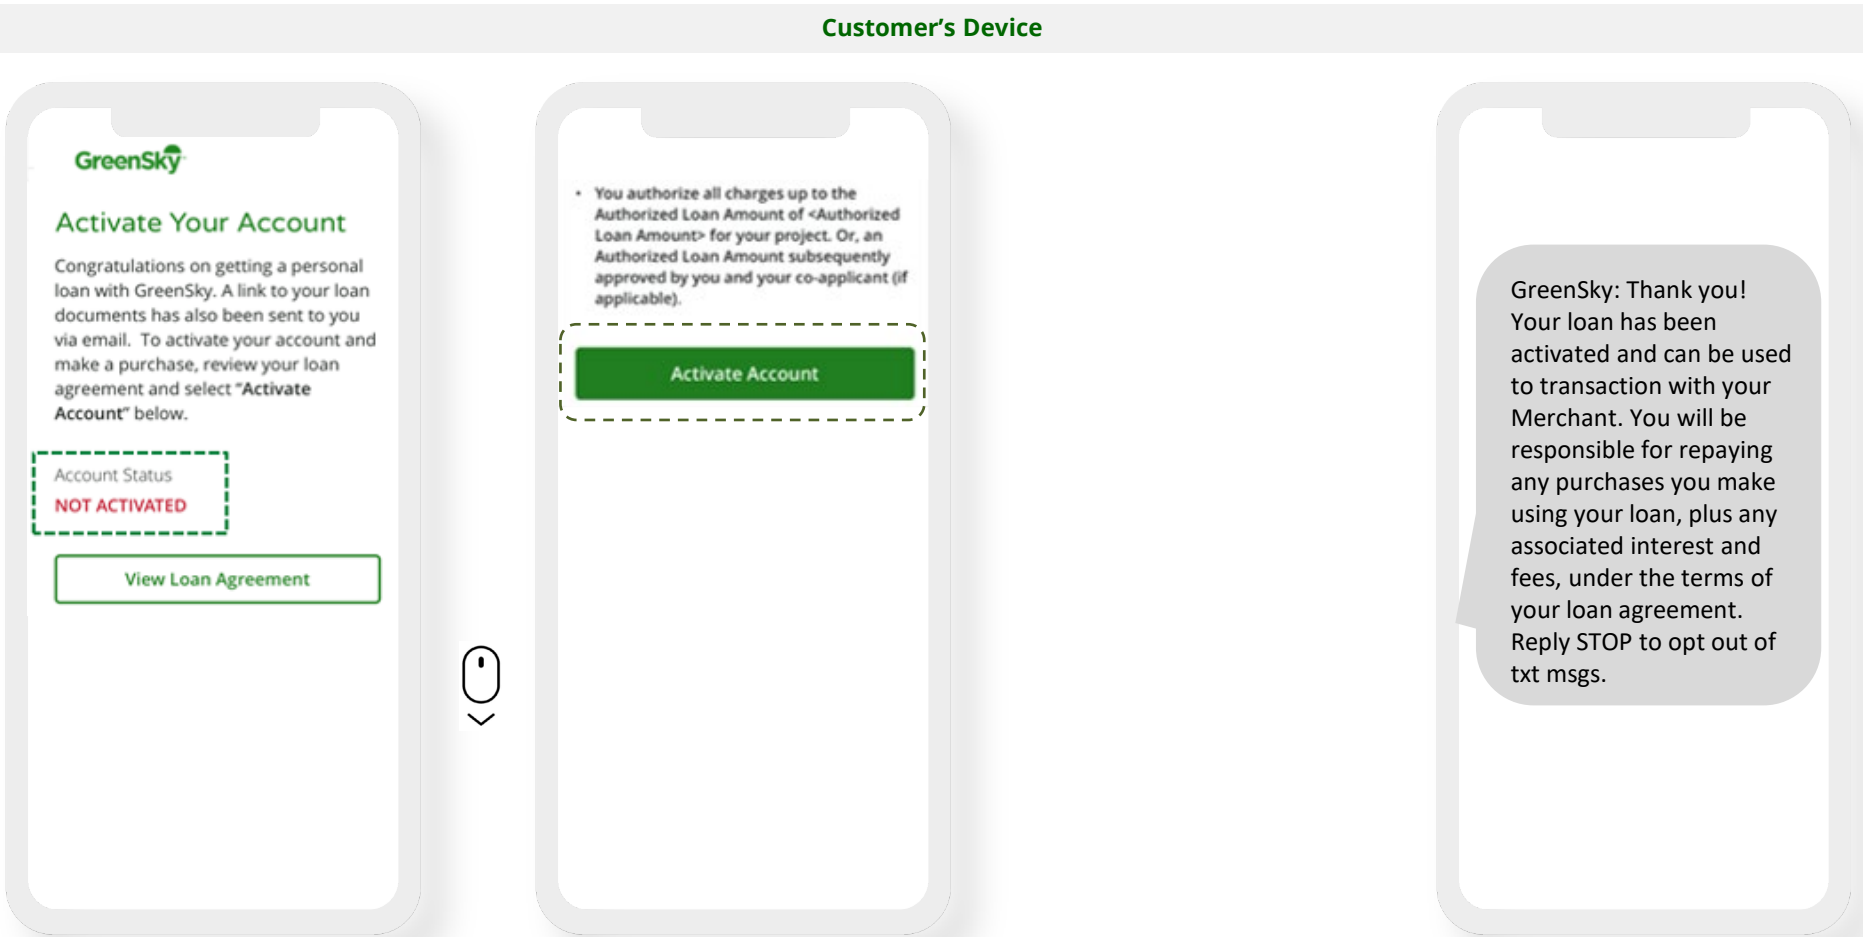 Customer's Device
GreenSky
Activate Your Account
Congratulations on getting a personal
loan with GreenSky. A link to your loan
documents has also been sent to you
via email. To activate your account and
make a purchase, review your loan
agreement and select "Activate
Account" below.
Account Status
NOT ACTIVATED
View Loan Agreement
• You authorize all charges up to the
Authorized Loan Amount of <Authorized
Loan Amount> for your project. Or, an
Authorized Loan Amount subsequently
approved by you and your co-applicant (if
applicable).
Activate Account
GreenSky: Thank you!
Your loan has been
activated and can be used
to transaction with your
Merchant. You will be
responsible for repaying
any purchases you make
using your loan, plus any
associated interest and
fees, under the terms of
your loan agreement.
Reply STOP to opt out of
txt msgs.